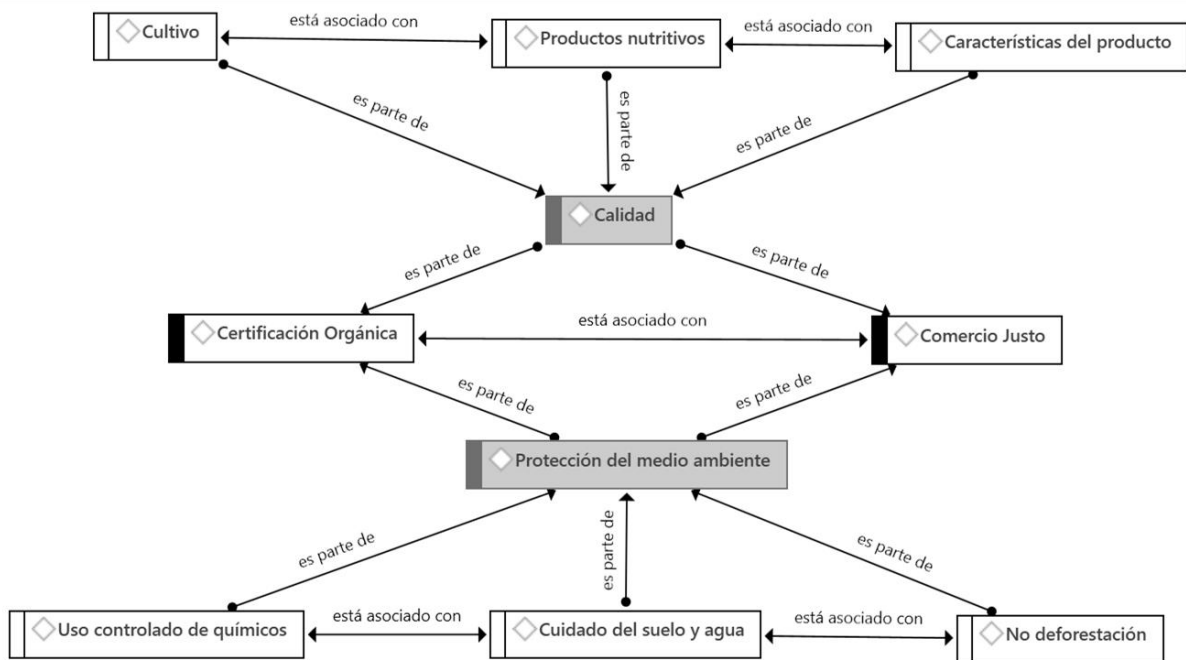 Cultivo
está asociado con
Productos nutritivos
está asociado con
Características del producto
es parte de
es parte de
es parte de
Calidad
es parte de
es parte de
Certificación Orgánica
está asociado con
Comercio Justo
es parte de
es parte de
Protección del medio ambiente
es parte de
es parte de
es parte de
Uso controlado de químicos
está asociado con
Cuidado del suelo y agua
está asociado con
No deforestación